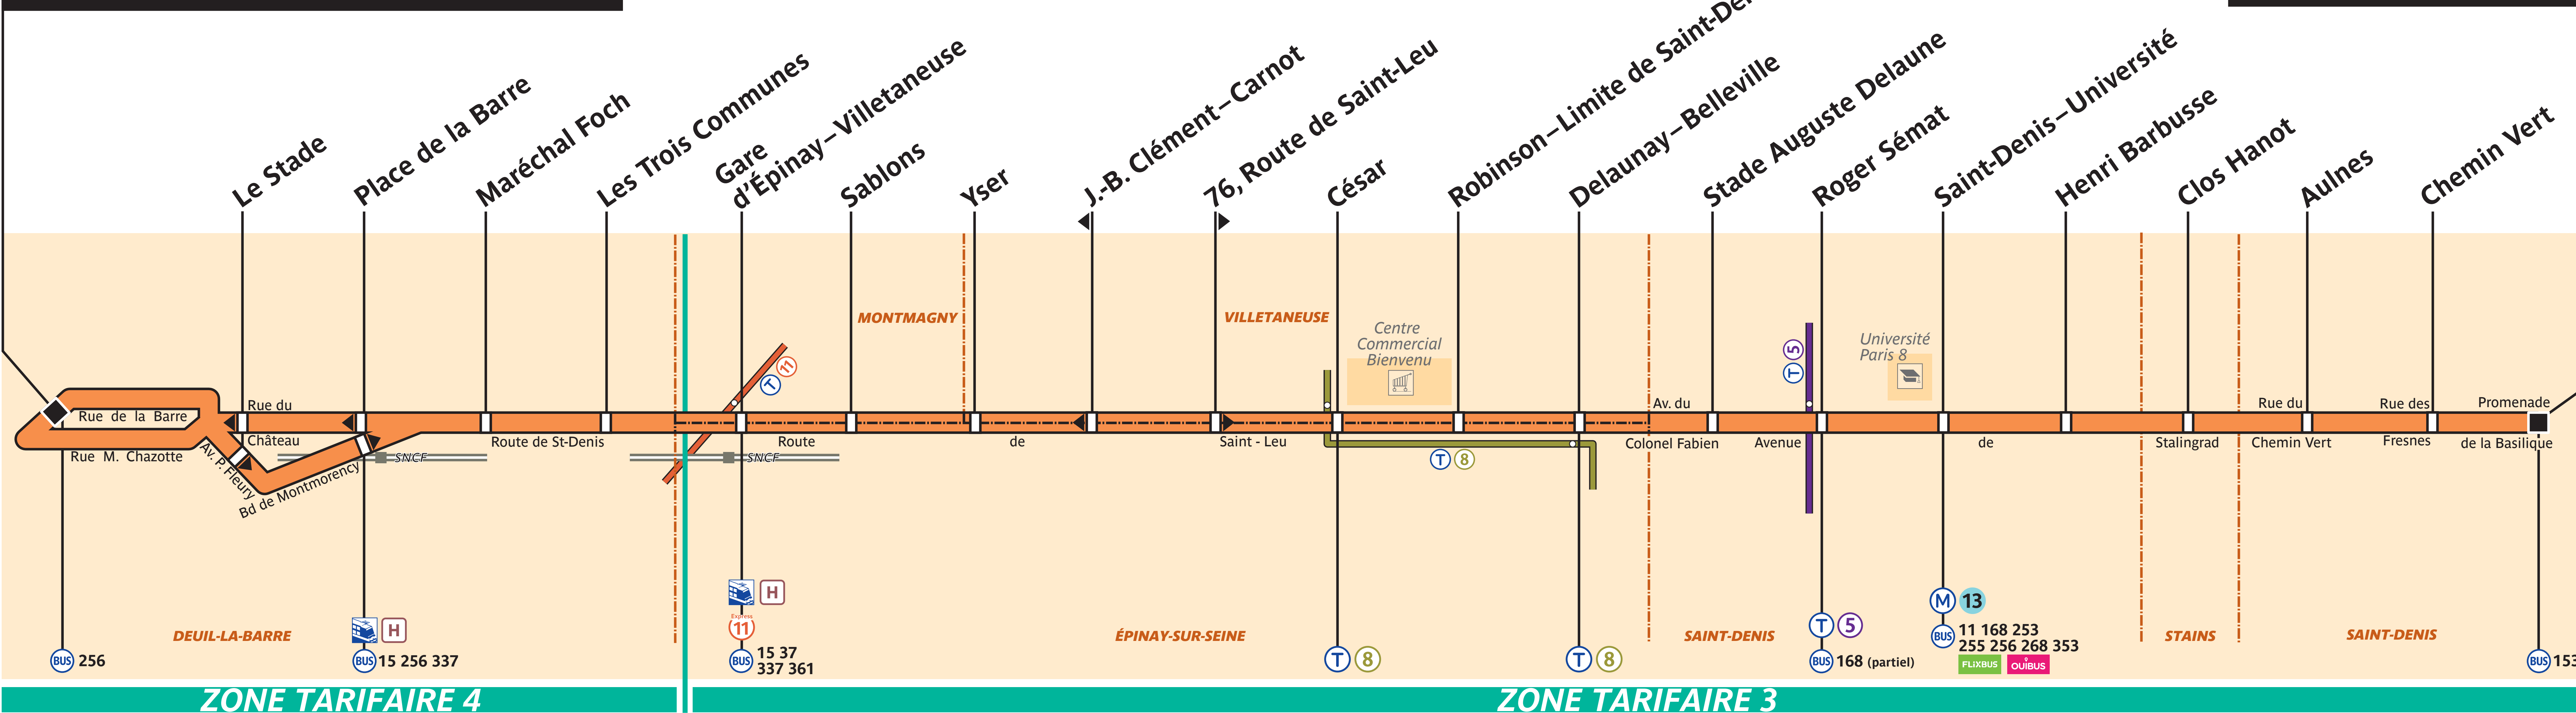 Le Stade
Place de la Barre
Maréchal Foch
Les Trois Communes
Gare
d'Épinay–Villetaneuse
Sablons
Yser
J.-B. Clément–Carnot
76, Route de Saint-Leu
César
Robinson–Limite de Saint-De
Delaunay–Belleville
Stade Auguste Delaune
Roger Sémat
Saint-Denis–Université
Henri Barbusse
Clos Hanot
Aulnes
Chemin Vert
MONTMAGNY
VILLETANEUSE
Centre
Commercial
Bienvenu
Université
Paris 8
T 11
T 5
Rue de la Barre
Rue M. Chazotte
Rue du
Château
Av. P. Fleury
Bd de Montmorency
SNCF
Route de St-Denis
SNCF
Route
de
Saint - Leu
T 8
Av. du
Colonel Fabien
Avenue
de
Stalingrad
Rue du
Chemin Vert
Rue des
Fresnes
Promenade
de la Basilique
DEUIL-LA-BARRE
ÉPINAY-SUR-SEINE
SAINT-DENIS
STAINS
SAINT-DENIS
BUS 256
H
BUS 15 256 337
H
Express
11
BUS 15 37
337 361
T 8
T 8
T 5
BUS 168 (partiel)
M 13
BUS 11 168 253
255 256 268 353
FLiXBUS OUIBUS
BUS 153
ZONE TARIFAIRE 4
ZONE TARIFAIRE 3